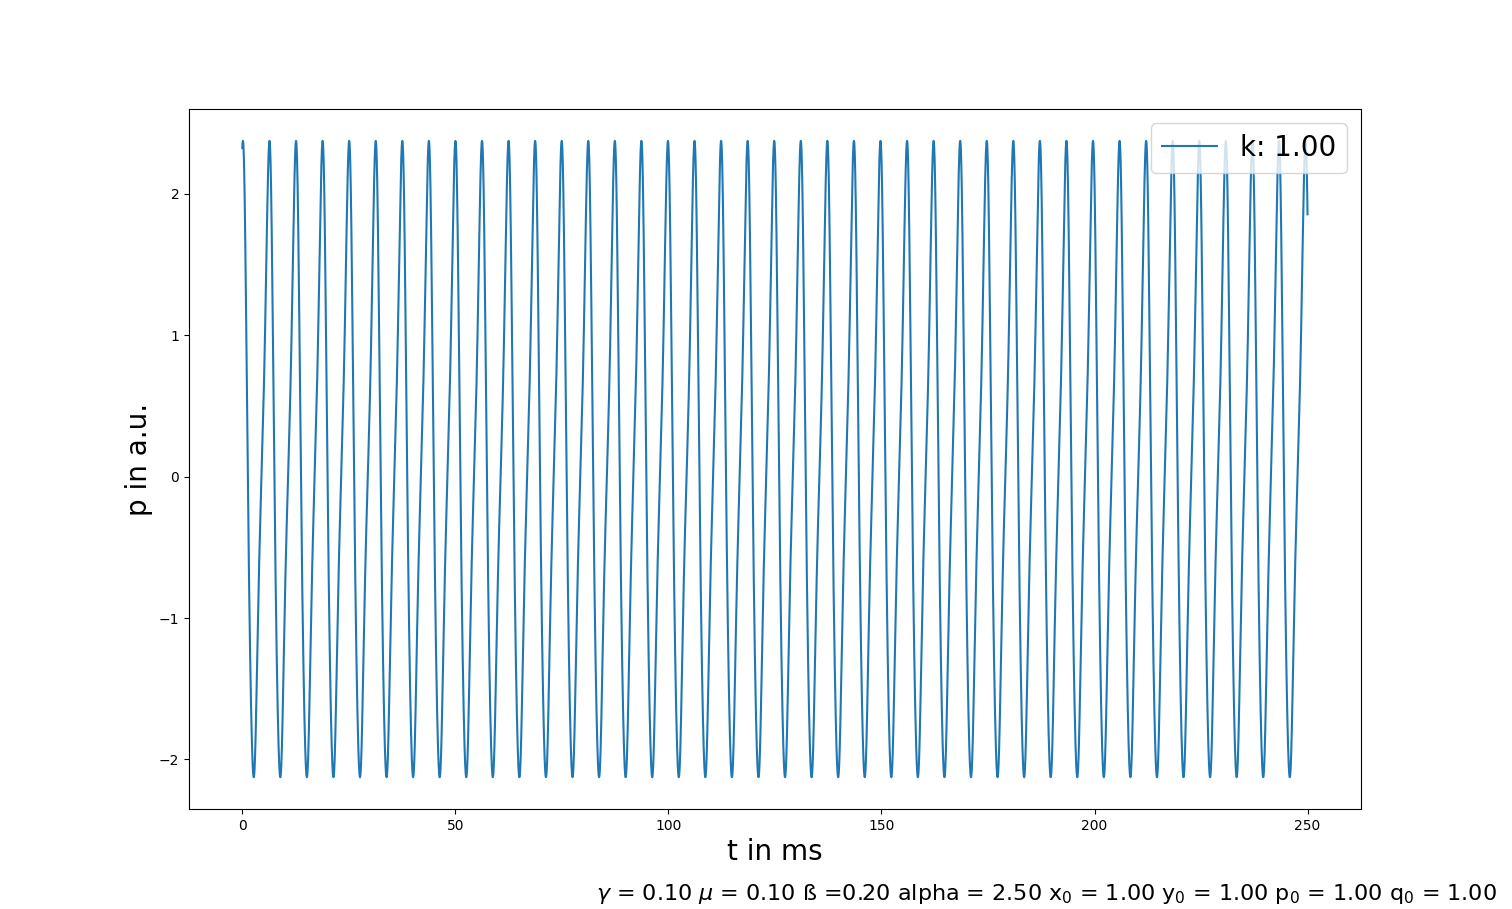 k: 1.00
2
1
0
−1
−2
p in a.u.
0 50 100 150 200 250
t in ms
γ = 0.10 μ = 0.10 ß =0.20 alpha = 2.50 x₀ = 1.00 y₀ = 1.00 p₀ = 1.00 q₀ = 1.00